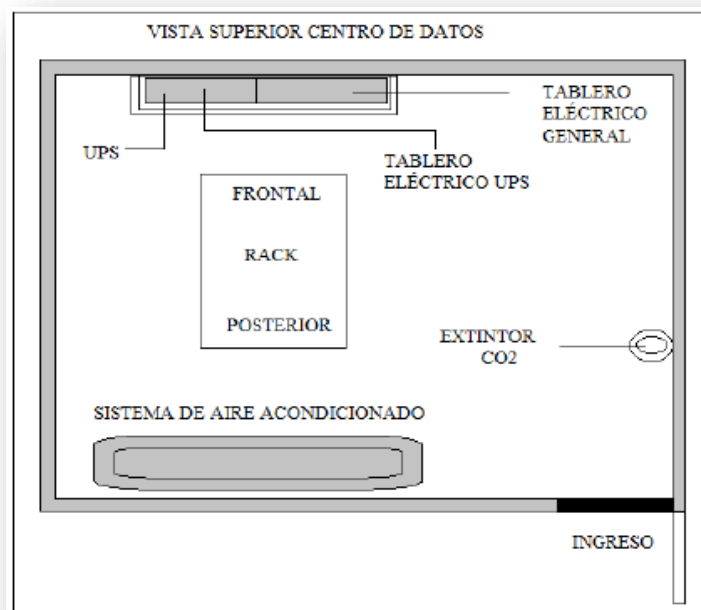 VISTA SUPERIOR CENTRO DE DATOS
TABLERO
ELÉCTRICO
GENERAL
UPS
TABLERO
ELÉCTRICO UPS
FRONTAL
RACK
POSTERIOR
EXTINTOR
CO2
SISTEMA DE AIRE ACONDICIONADO
INGRESO